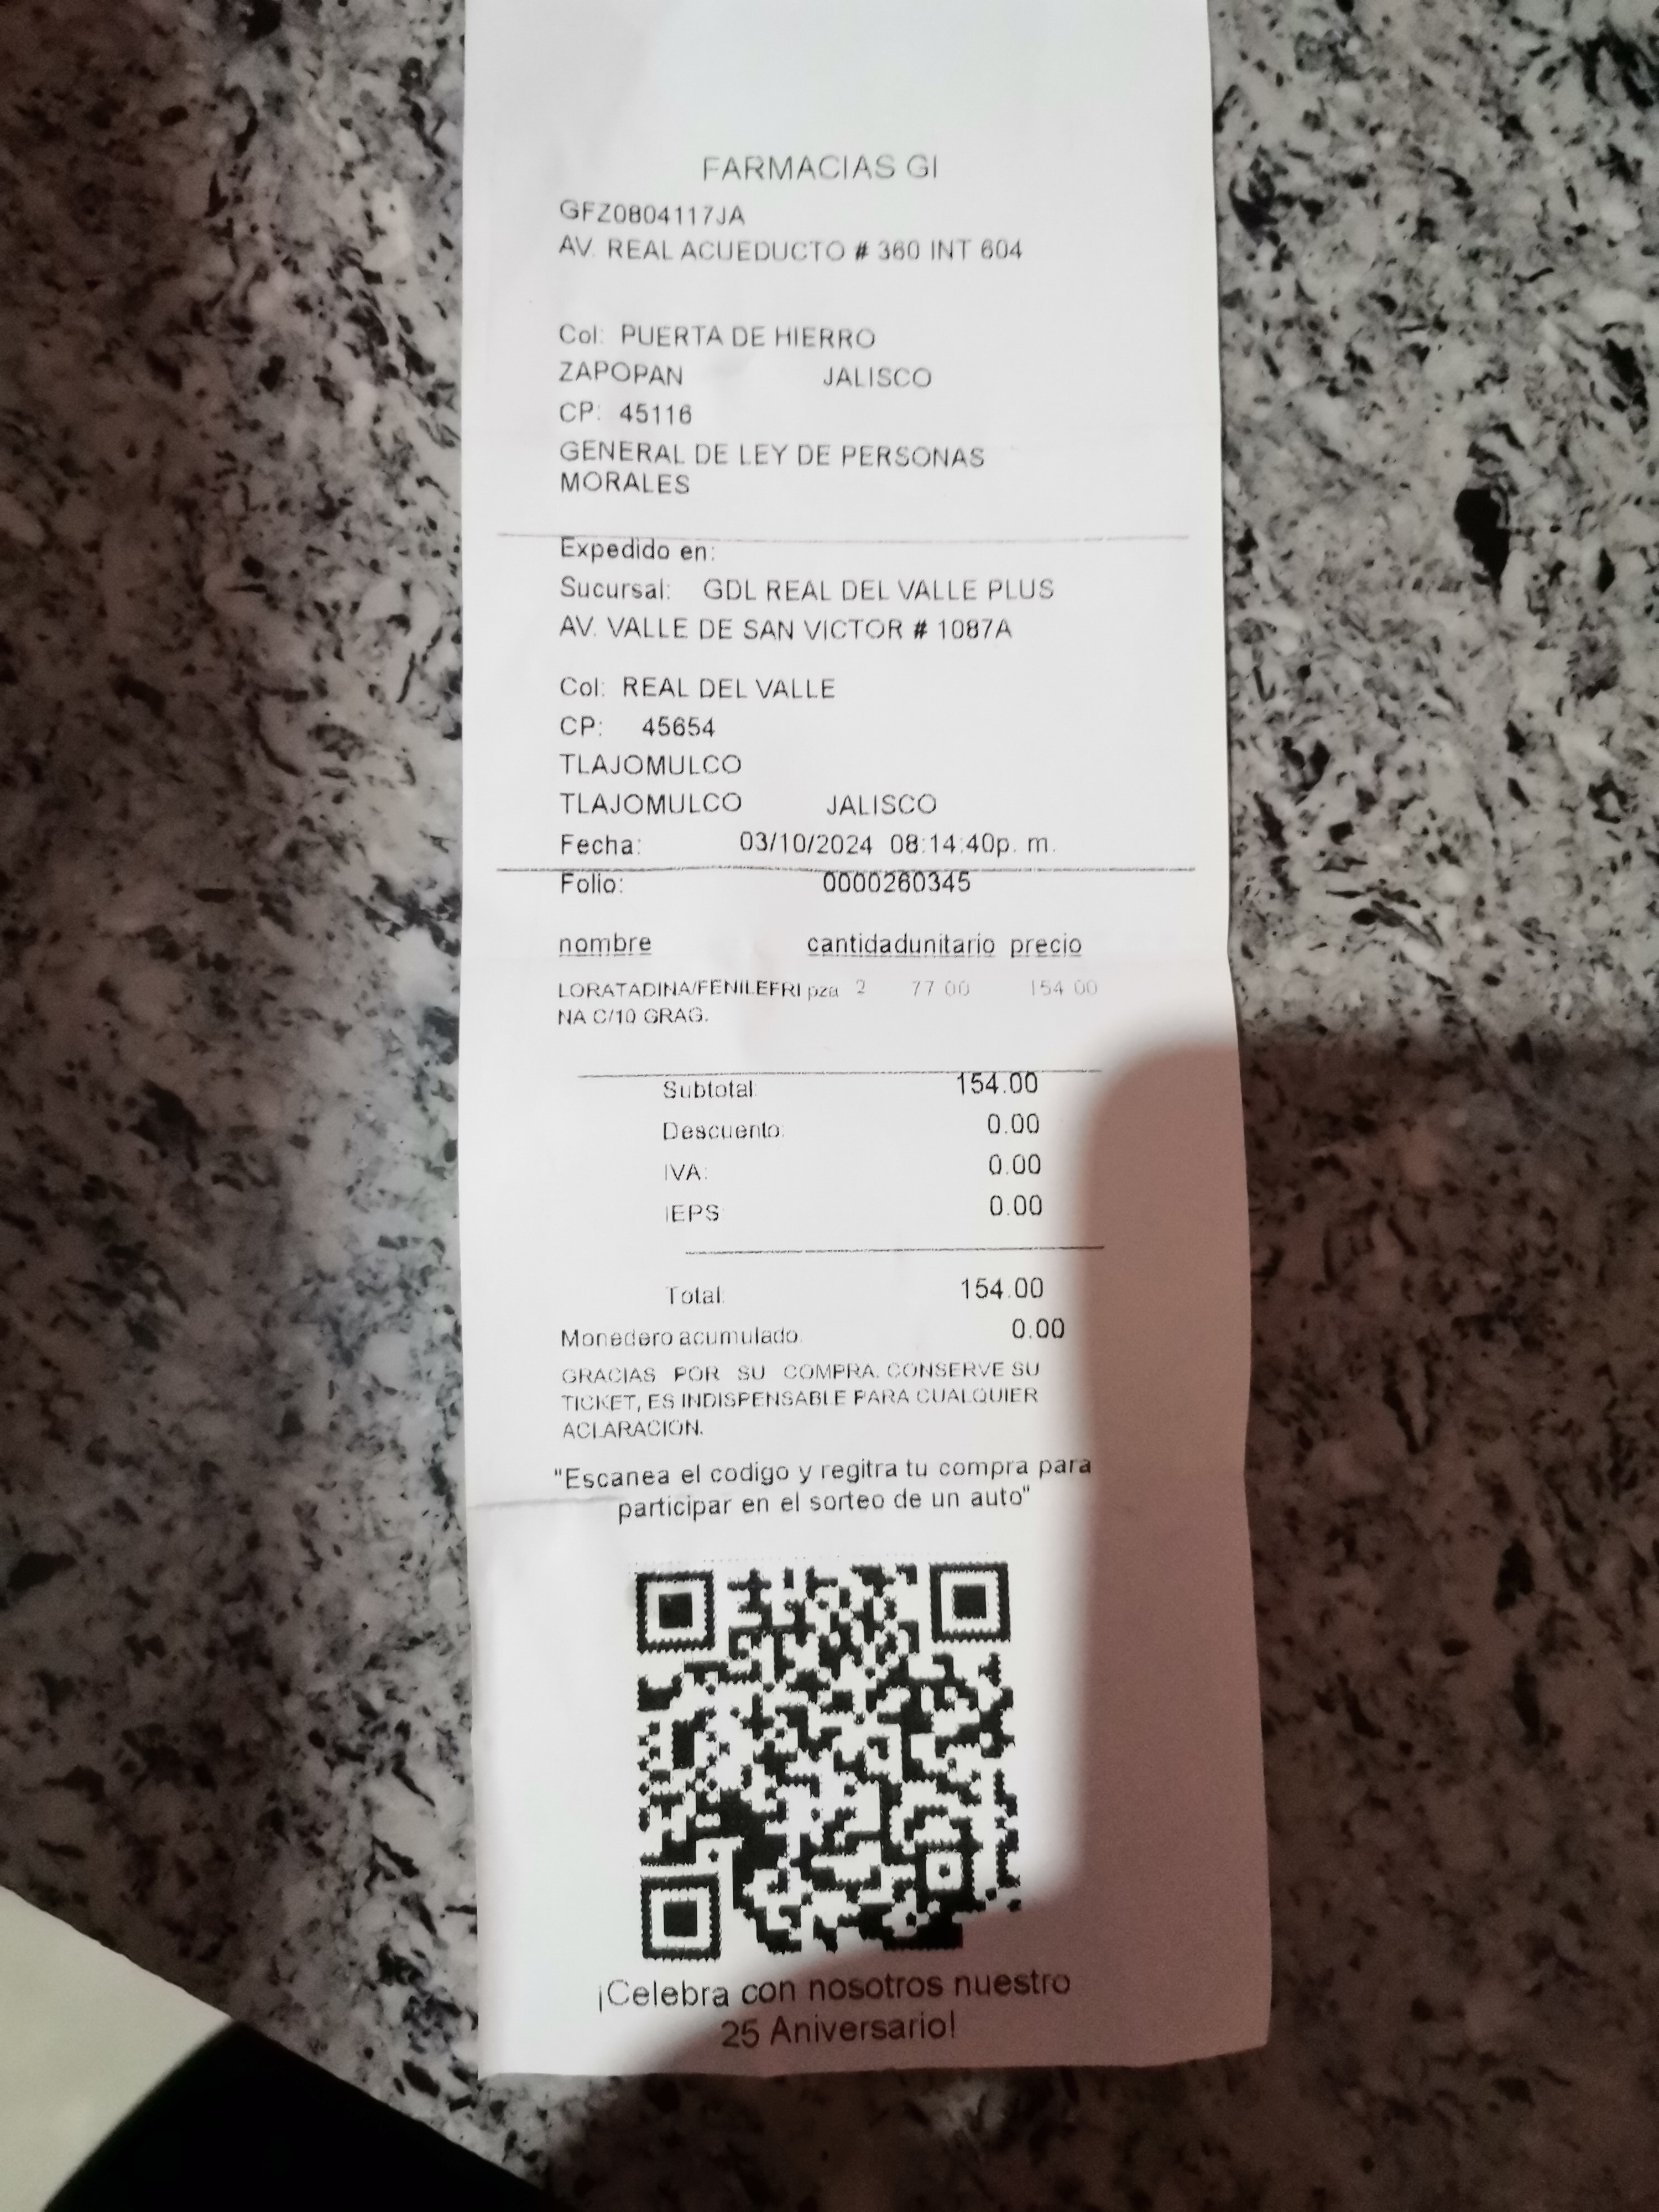 FARMACIAS GI
GFZ0804117JA
AV. REAL ACUEDUCTO # 360 INT 604
Col: PUERTA DE HIERRO
ZAPOPAN JALISCO
CP: 45116
GENERAL DE LEY DE PERSONAS
MORALES
Expedido en:
Sucursal: GDL REAL DEL VALLE PLUS
AV. VALLE DE SAN VICTOR # 1087A
Col: REAL DEL VALLE
CP: 45654
TLAJOMULCO
TLAJOMULCO JALISCO
Fecha: 03/10/2024 08:14:40p. m.
Folio: 0000260345
nombre cantidadunitario precio
LORATADINA/FENILEFRI pza 2 77.00 154.00
NA C/10 GRAG.
Subtotal: 154.00
Descuento: 0.00
IVA: 0.00
IEPS 0.00
Total: 154.00
Monedero acumulado: 0.00
GRACIAS POR SU COMPRA. CONSERVE SU
TICKET, ES INDISPENSABLE PARA CUALQUIER
ACLARACION.
"Escanea el codigo y regitra tu compra para
participar en el sorteo de un auto"
¡Celebra con nosotros nuestro
25 Aniversario!